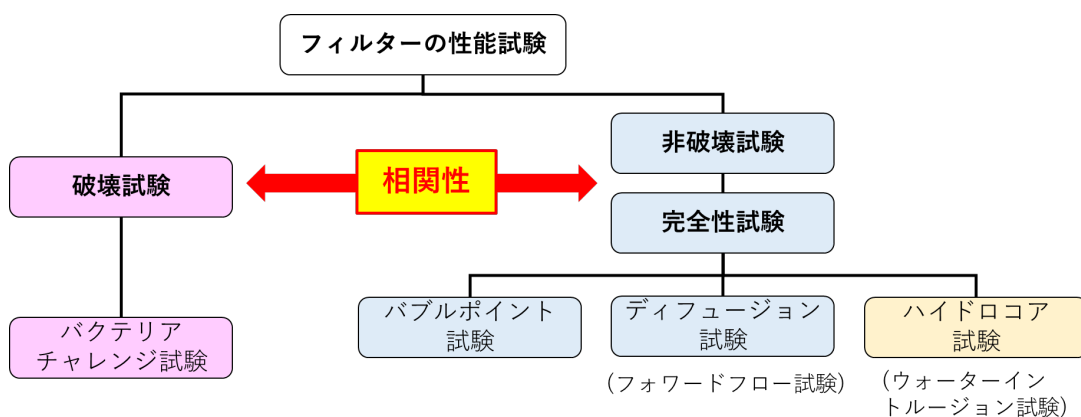 フィルターの性能試験
非破壊試験
破壊試験
相関性
完全性試験
バクテリア
チャレンジ試験
バブルポイント
試験
ディフュージョン
試験
(フォワードフロー試験)
ハイドロコア
試験
(ウォーターイン
トルージョン試験)